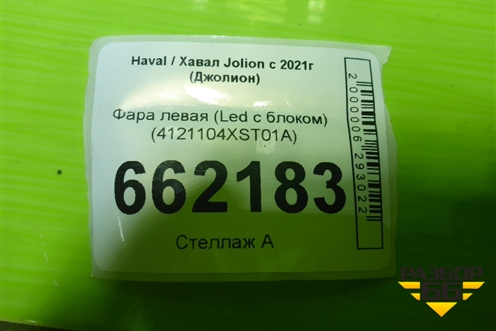 Haval / Хавал Jolion с 2021г
(Джолион)
Фара левая (Led с блоком)
(4121104XST01A)
662183
Стеллаж А
2000006293022
РАЗБОР
66